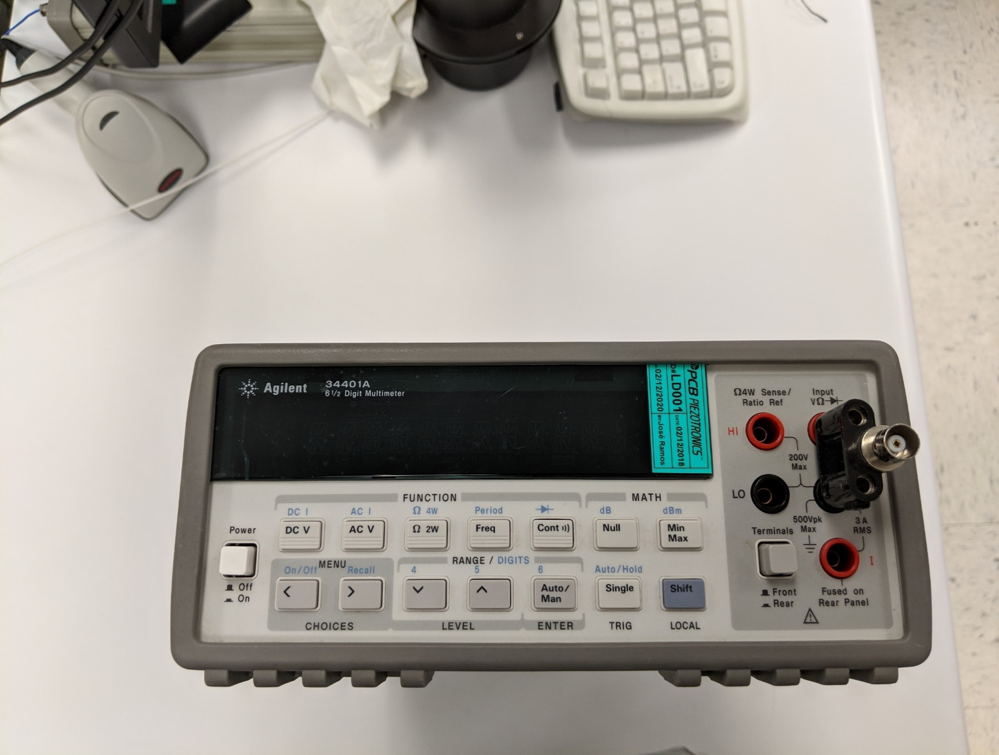 Agilent
34401A
6½ Digit Multimeter
PCB PIEZOTRONICS™
ID# LD001
DATE: 02/12/2018
02/12/2020
BY: José Ramos
Ω4W Sense/
Ratio Ref
Input
VΩ
HI
200V
Max
LO
500Vpk
Max
3A
RMS
Terminals
Front
Rear
I
Fused on
Rear Panel
Power
Off
On
FUNCTION
MATH
DC I
AC I
Ω 4W
Period
dB
dBm
DC V
AC V
Ω 2W
Freq
Cont
Null
Min
Max
MENU
RANGE / DIGITS
On/Off
Recall
4
5
6
Auto/Hold
<
>
Auto/
Man
Single
Shift
CHOICES
LEVEL
ENTER
TRIG
LOCAL